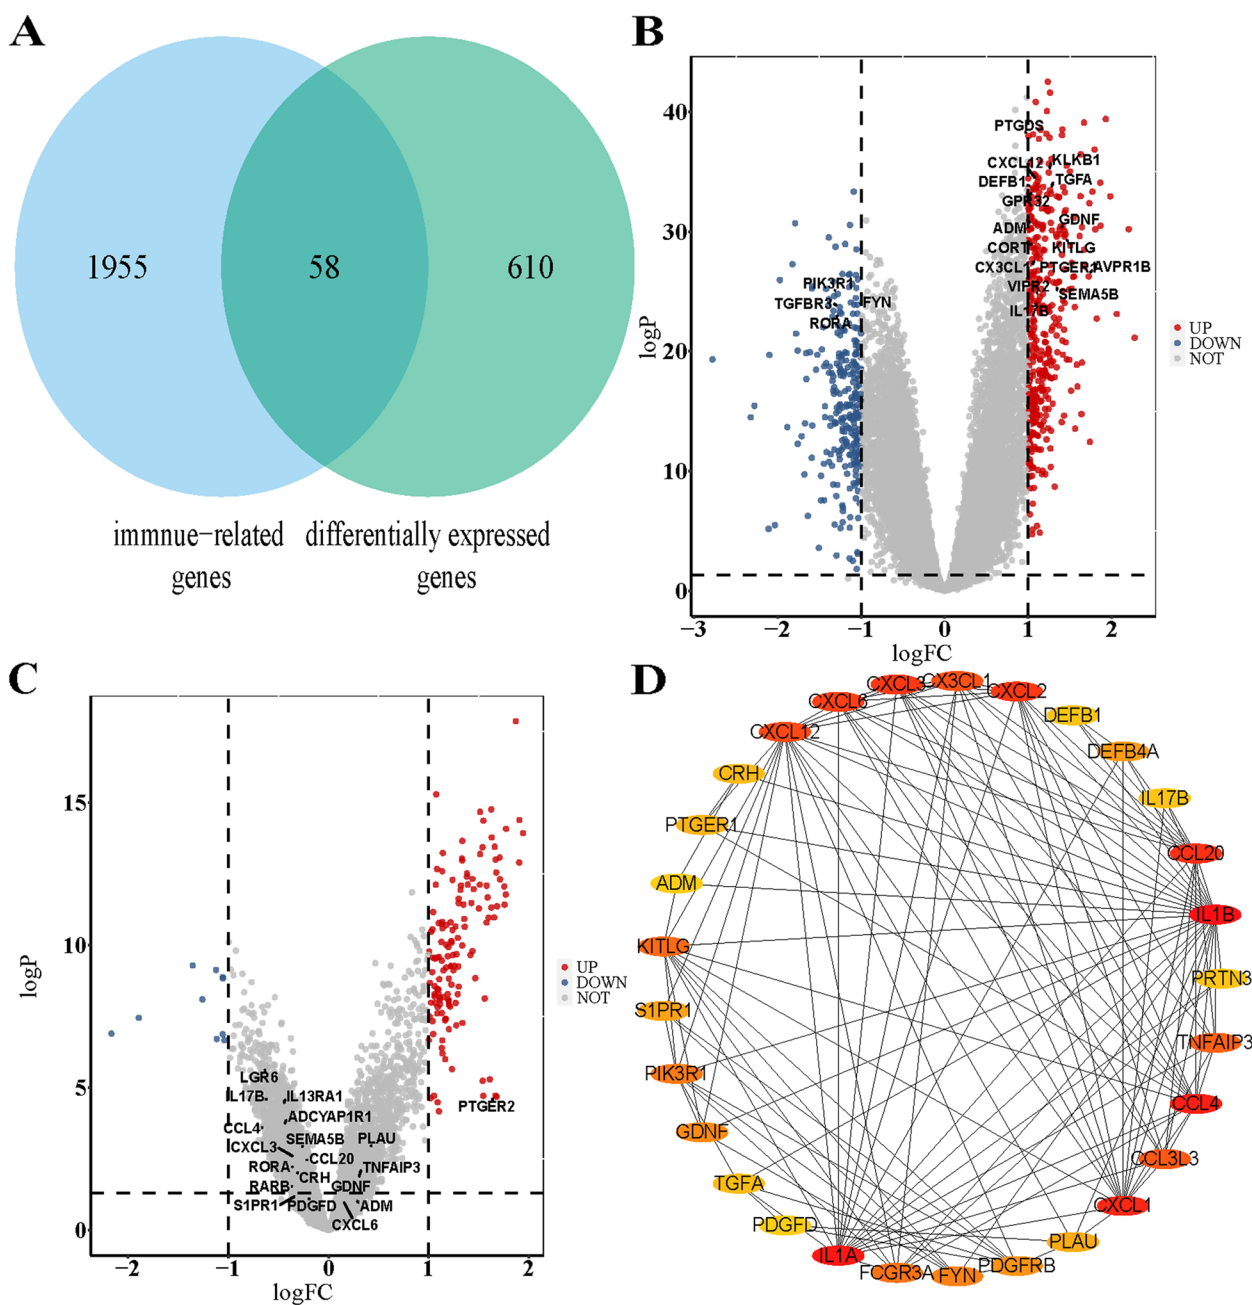 A
1955
58
610
immnue-related
genes
differentially expressed
genes
B
logP
40
30
20
10
0
PTGDS
CXCL12
KLKB1
DEFB1
TGFA
GPR32
GDNF
ADM
CORT
KITLG
CX3CL1
PTGER1
AVPR1B
VIPR2
SEMA5B
IL17B
PIK3R1
TGFBR3
FYN
RORA
−3
−2
−1
0
1
2
logFC
UP
DOWN
NOT
C
logP
15
10
5
0
LGR6
IL17B
IL13RA1
ADCYAP1R1
CCL4
SEMA5B
PLAU
CXCL3
CCL20
RORA
TNFAIP3
CRH
RARB
GDNF
S1PR1
PDGFD
ADM
CXCL6
PTGER2
−2
−1
0
1
2
logFC
UP
DOWN
NOT
D
CXCL3
CX3CL1
CXCL6
CXCL2
CXCL12
DEFB1
DEFB4A
CRH
IL17B
PTGER1
CCL20
ADM
IL1B
KITLG
PRTN3
S1PR1
TNFAIP3
PIK3R1
CCL4
GDNF
CCL3L3
TGFA
CXCL1
PDGFD
PLAU
IL1A
FCGR3A
FYN
PDGFRB